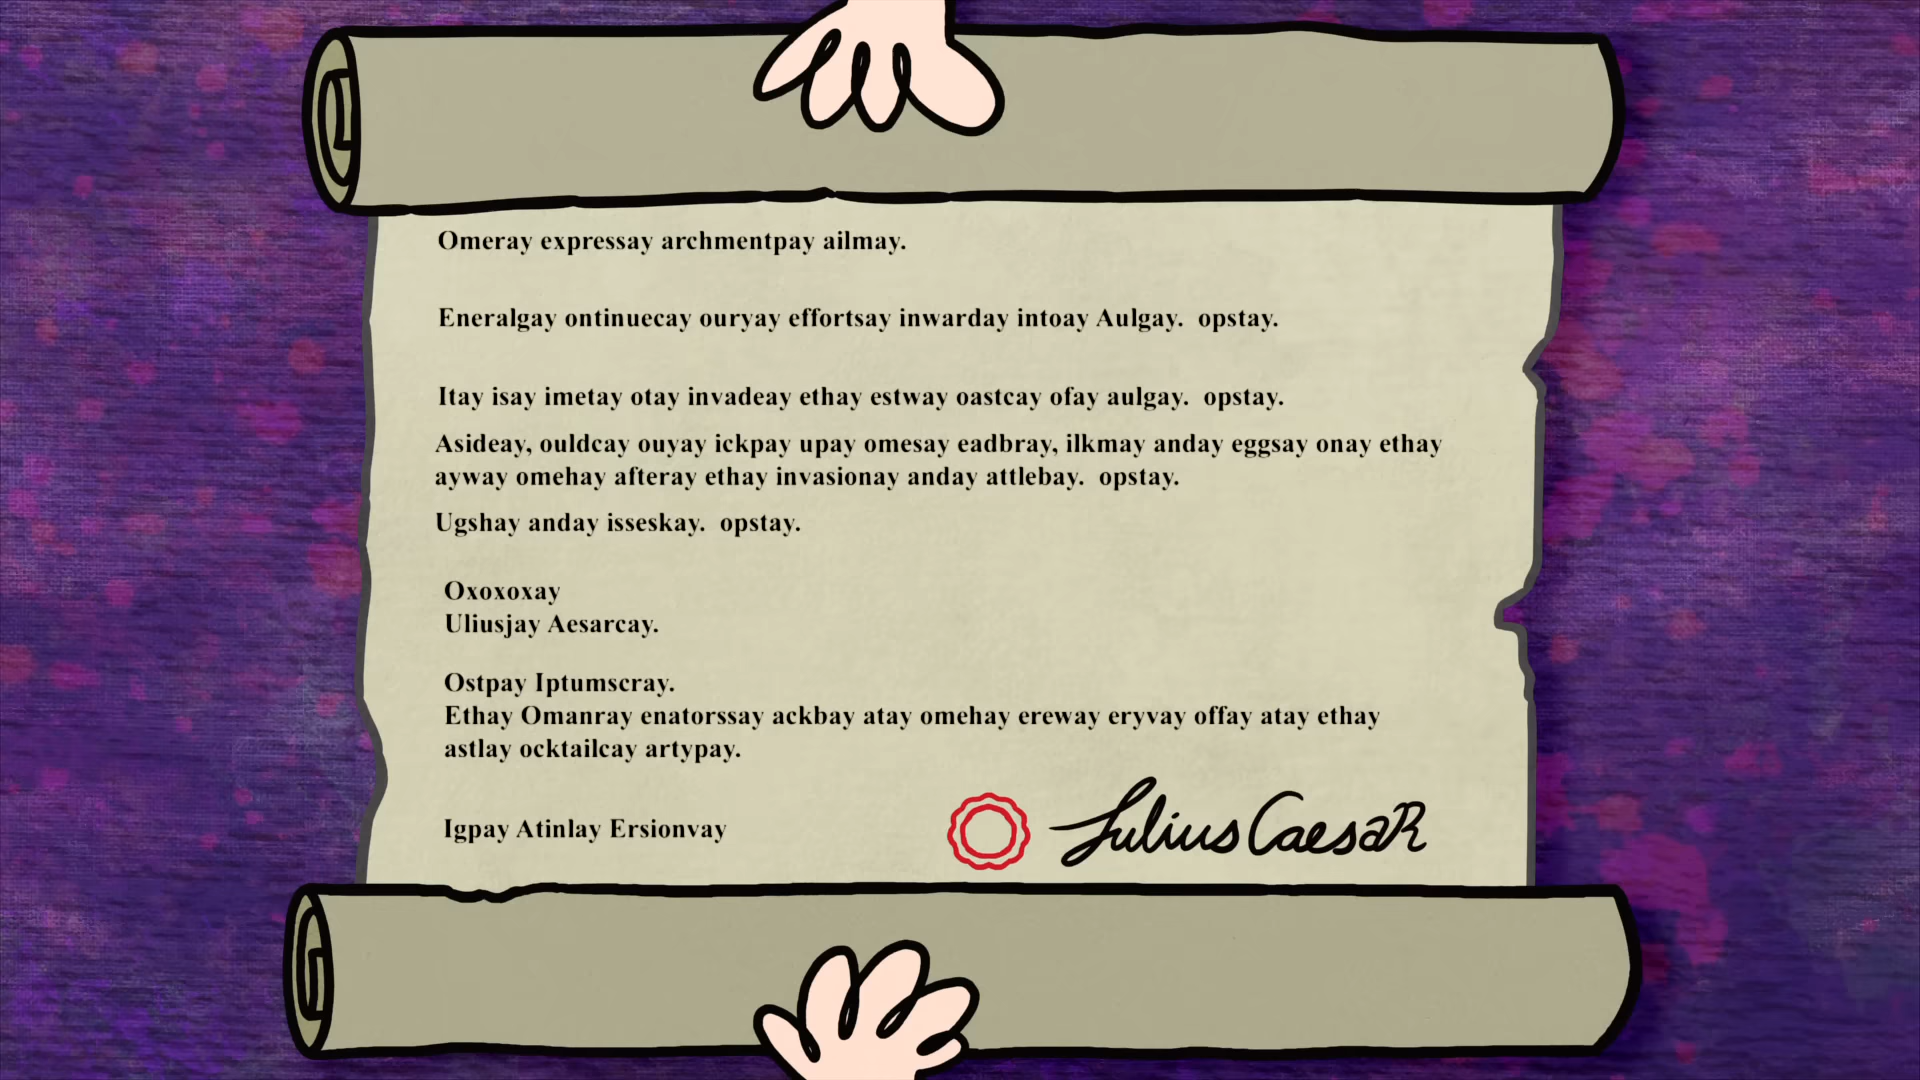 Omeray expressay archmentpay ailmay.
Eneralgay ontinuecay ouryay effortsay inwarday intoay Aulgay.  opstay.
Itay isay imetay otay invadeay ethay estway oastcay ofay aulgay.  opstay.
Asideay, ouldcay ouyay ickpay upay omesay eadbray, ilkmay anday eggsay onay ethay
ayway omehay afteray ethay invasionay anday attlebay.  opstay.
Ugshay anday isseskay.  opstay.
Oxoxoxay
Uliusjay Aesarcay.
Ostpay Iptumscray.
Ethay Omanray enatorssay ackbay atay omehay ereway eryvay offay atay ethay
astlay ocktailcay artypay.
Igpay Atinlay Ersionvay
Julius CaesaR